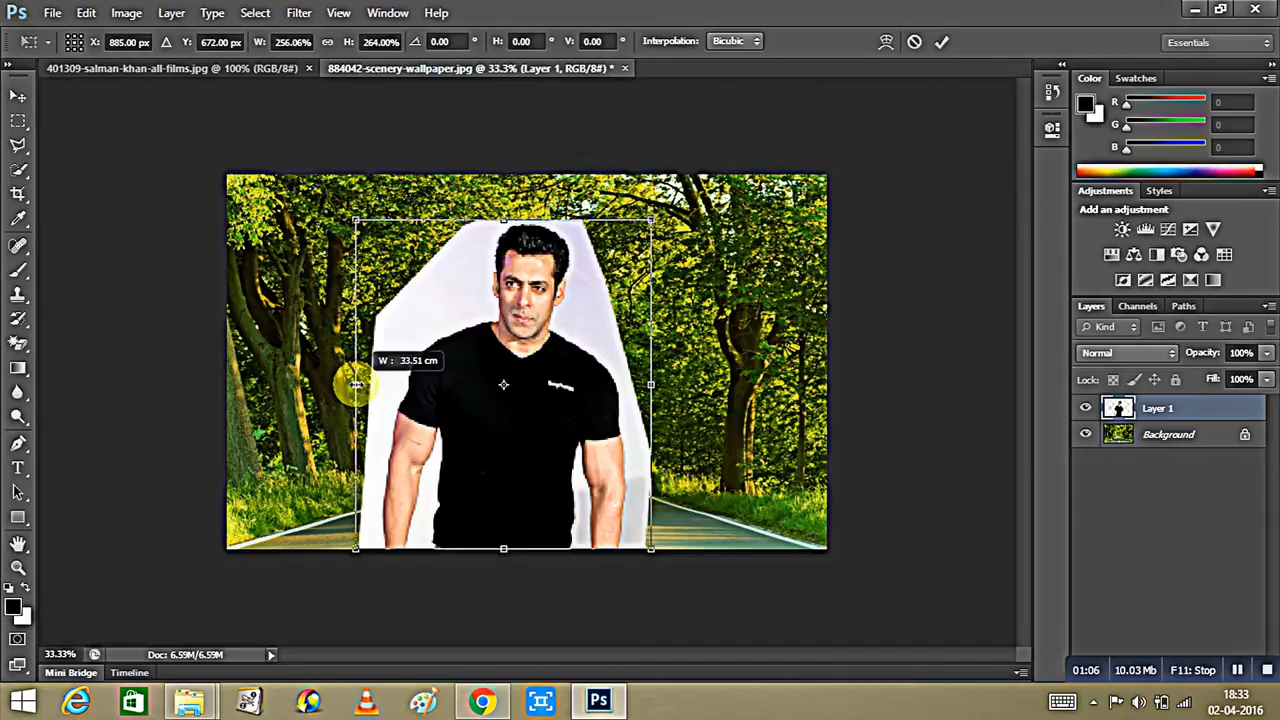 Ps File Edit Image Layer Type Select Filter View Window Help
X: 885.00 px Y: 672.00 px W: 256.06% H: 264.00% 0.00 ° H: 0.00 ° V: 0.00 ° Interpolation: Bicubic Essentials
401309-salman-khan-all-films.jpg @ 100% (RGB/8#) × 884042-scenery-wallpaper.jpg @ 33.3% (Layer 1, RGB/8#) * ×
Color Swatches
R 0
G 0
B 0
Adjustments Styles
Add an adjustment
Layers Channels Paths
Kind
Normal Opacity: 100%
Lock: Fill: 100%
Layer 1
Background
W : 33.51 cm
33.33% Doc: 6.59M/6.59M
Mini Bridge Timeline
01:06 10.03 Mb F11: Stop
Ps
18:33
02-04-2016